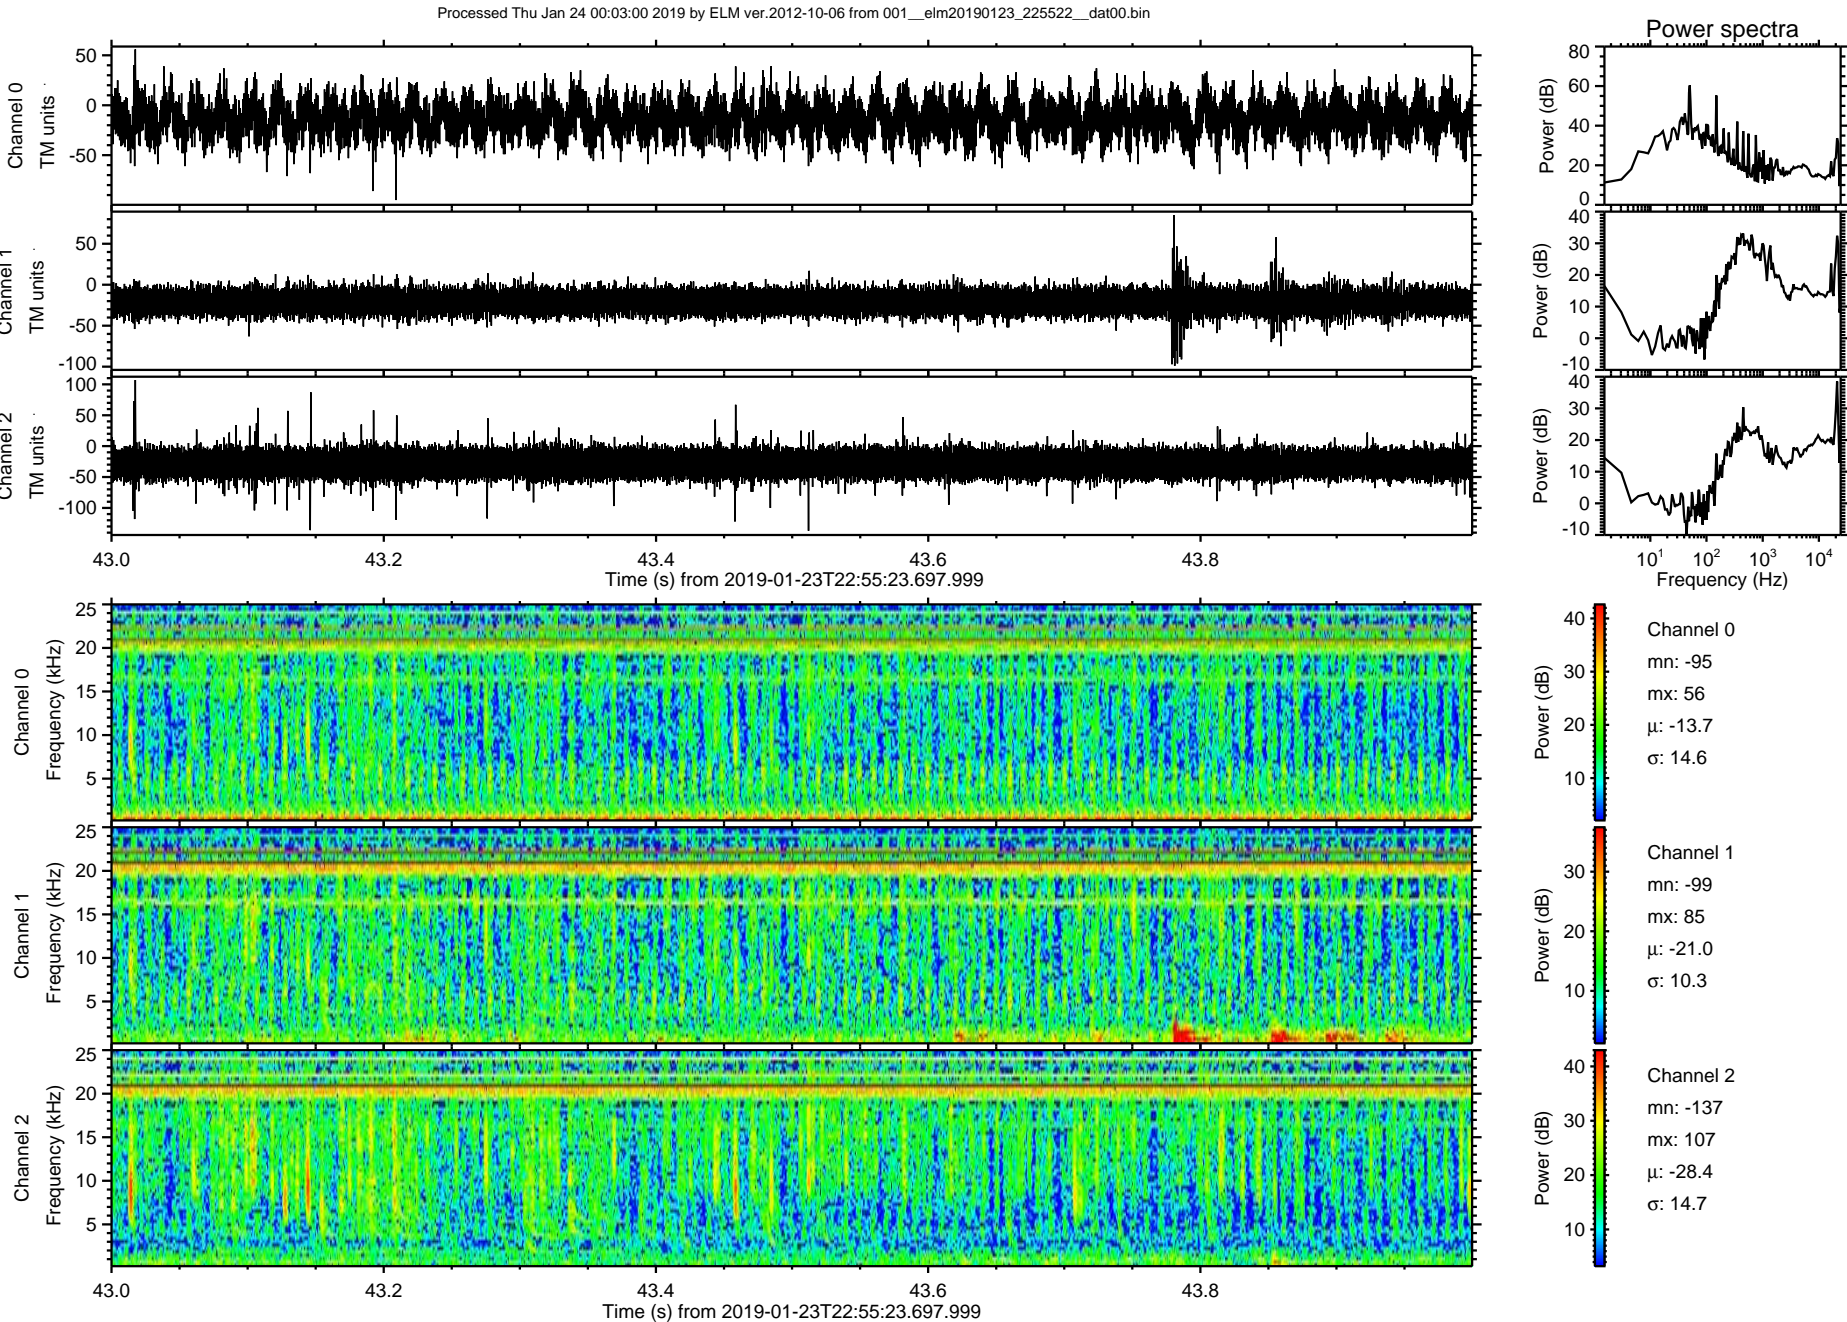 Processed Thu Jan 24 00:03:00 2019 by ELM ver.2012-10-06 from 001__elm20190123_225522__dat00.bin
Power spectra
Channel 0
TM units
50
0
-50
Power (dB)
80
60
40
20
0
Channel 1
TM units
50
0
-50
-100
Power (dB)
40
30
20
10
0
-10
Channel 2
TM units
100
50
0
-50
-100
Power (dB)
40
30
20
10
0
-10
43.0 43.2 43.4 43.6 43.8
Time (s) from 2019-01-23T22:55:23.697.999
10^1 10^2 10^3 10^4
Frequency (Hz)
Channel 0
Frequency (kHz)
25
20
15
10
5
Power (dB)
40
30
20
10
Channel 0
mn: -95
mx: 56
μ: -13.7
σ: 14.6
Channel 1
Frequency (kHz)
25
20
15
10
5
Power (dB)
30
20
10
Channel 1
mn: -99
mx: 85
μ: -21.0
σ: 10.3
Channel 2
Frequency (kHz)
25
20
15
10
5
Power (dB)
40
30
20
10
Channel 2
mn: -137
mx: 107
μ: -28.4
σ: 14.7
43.0 43.2 43.4 43.6 43.8
Time (s) from 2019-01-23T22:55:23.697.999